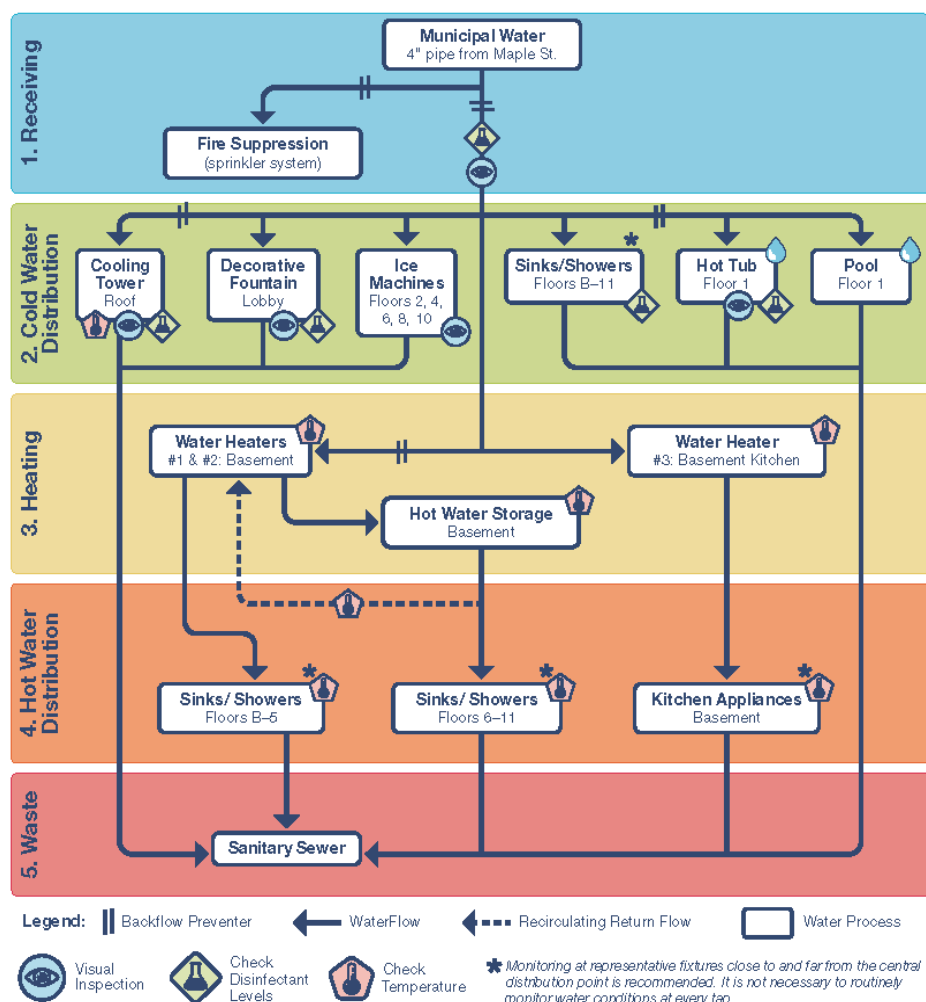 1. Receiving
Municipal Water
4" pipe from Maple St.
Fire Suppression
(sprinkler system)
2. Cold Water
Distribution
Cooling
Tower
Roof
Decorative
Fountain
Lobby
Ice
Machines
Floors 2, 4,
6, 8, 10
*
Sinks/Showers
Floors B–11
Hot Tub
Floor 1
Pool
Floor 1
3. Heating
Water Heaters
#1 & #2: Basement
Water Heater
#3: Basement Kitchen
Hot Water Storage
Basement
4. Hot Water
Distribution
*
Sinks/ Showers
Floors B–5
*
Sinks/ Showers
Floors 6–11
*
Kitchen Appliances
Basement
5. Waste
Sanitary Sewer
Legend:
Backflow Preventer
WaterFlow
Recirculating Return Flow
Water Process
Visual
Inspection
Check
Disinfectant
Levels
Check
Temperature
* Monitoring at representative fixtures close to and far from the central
distribution point is recommended. It is not necessary to routinely
monitor water conditions at every tap